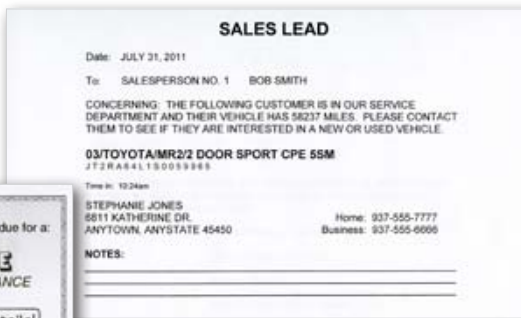 SALES LEAD
Date: JULY 31, 2011
To: SALESPERSON NO. 1 BOB SMITH
CONCERNING: THE FOLLOWING CUSTOMER IS IN OUR SERVICE
DEPARTMENT AND THEIR VEHICLE HAS 58237 MILES. PLEASE CONTACT
THEM TO SEE IF THEY ARE INTERESTED IN A NEW OR USED VEHICLE.
03/TOYOTA/MR2/2 DOOR SPORT CPE 5SM
Time in: 10:24am
STEPHANIE JONES
6811 KATHERINE DR. Home: 937-555-7777
ANYTOWN, ANYSTATE 45450 Business: 937-555-6666
NOTES:
due for a: